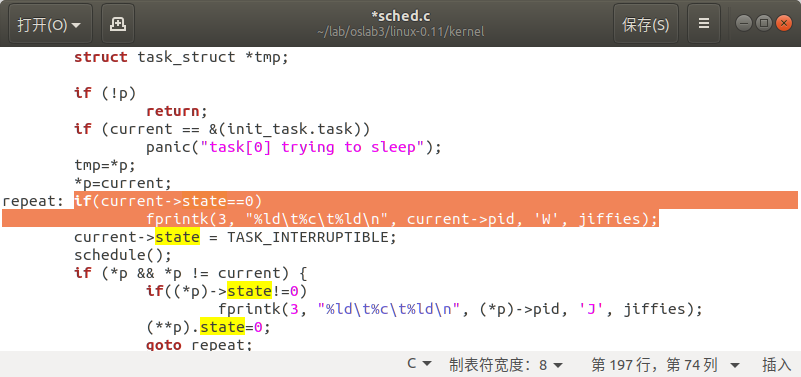 打开(O)
*sched.c
~/lab/oslab3/linux-0.11/kernel
保存(S)
struct task_struct *tmp;
if (!p)
return;
if (current == &(init_task.task))
panic("task[0] trying to sleep");
tmp=*p;
*p=current;
repeat: if(current->state==0)
fprintk(3, "%ld\t%c\t%ld\n", current->pid, 'W', jiffies);
current->state = TASK_INTERRUPTIBLE;
schedule();
if (*p && *p != current) {
if((*p)->state!=0)
fprintk(3, "%ld\t%c\t%ld\n", (*p)->pid, 'J', jiffies);
(**p).state=0;
goto repeat;
C 制表符宽度：8 第 197 行，第 74 列 插入